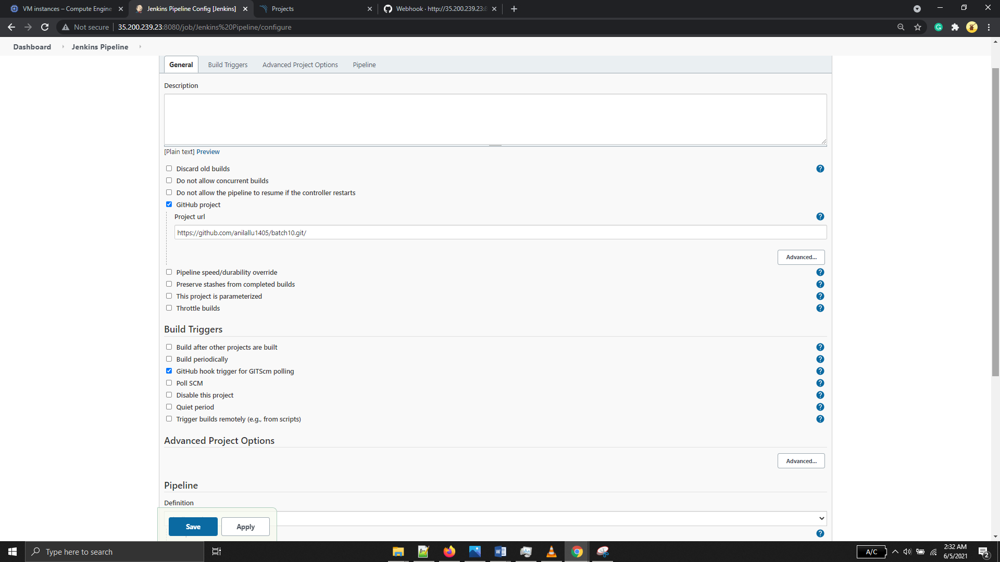 VM instances – Compute Engine
Jenkins Pipeline Config [Jenkins]
Projects
Webhook · http://35.200.239.23:8
Not secure
35.200.239.23:8080/job/Jenkins%20Pipeline/configure
Dashboard
Jenkins Pipeline
General
Build Triggers
Advanced Project Options
Pipeline
Description
[Plain text] Preview
Discard old builds
?
Do not allow concurrent builds
Do not allow the pipeline to resume if the controller restarts
GitHub project
Project url
?
https://github.com/anilallu1405/batch10.git/
Advanced...
Pipeline speed/durability override
?
Preserve stashes from completed builds
?
This project is parameterized
?
Throttle builds
?
Build Triggers
Build after other projects are built
?
Build periodically
?
GitHub hook trigger for GITScm polling
?
Poll SCM
?
Disable this project
?
Quiet period
?
Trigger builds remotely (e.g., from scripts)
?
Advanced Project Options
Advanced...
Pipeline
Definition
Save
Apply
?
Type here to search
A/C
2:32 AM
6/5/2021
2